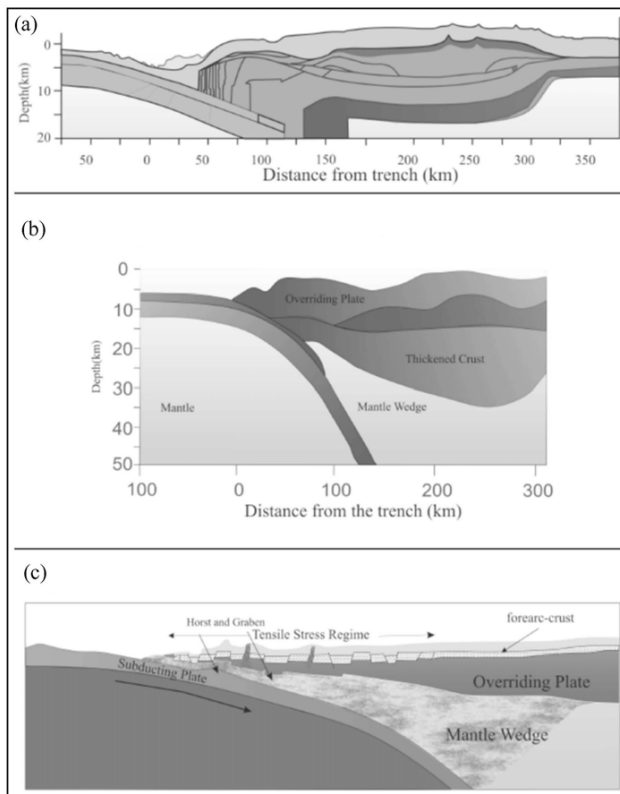 (a)
0
10
20
Depth(km)
50 0 50 100 150 200 250 300 350
Distance from trench (km)
(b)
0
10
20
30
40
50
Depth(km)
Overriding Plate
Thickened Crust
Mantle
Mantle Wedge
100 0 100 200 300
Distance from the trench (km)
(c)
Horst and Graben
Tensile Stress Regime
forearc-crust
Subducting Plate
Overriding Plate
Mantle Wedge